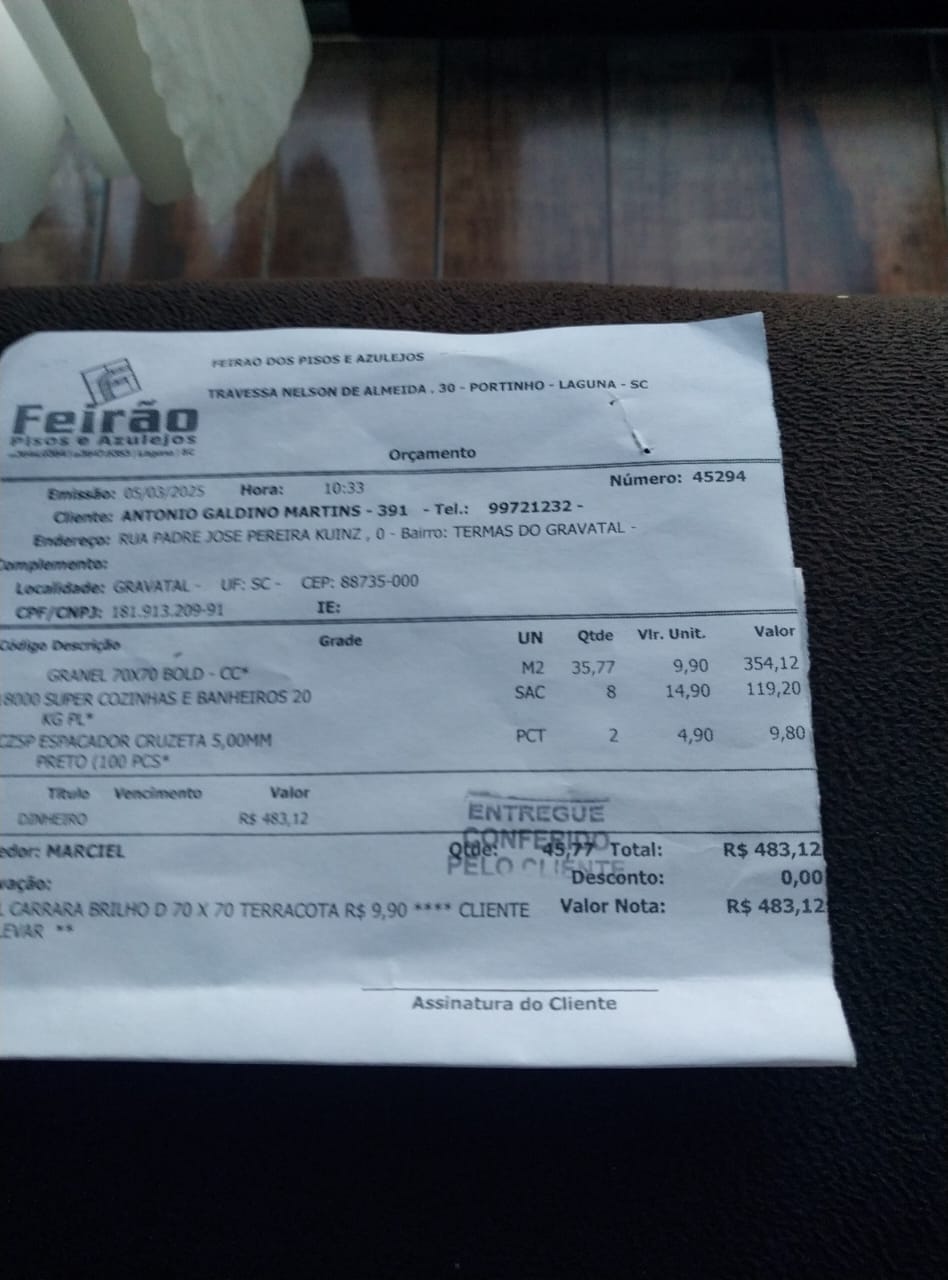 FEIRAO DOS PISOS E AZULEJOS
Feirão
Pisos e Azulejos
Laguna | SC
TRAVESSA NELSON DE ALMEIDA . 30 - PORTINHO - LAGUNA - SC
Orçamento
Emissão: 05/03/2025 Hora: 10:33 Número: 45294
Cliente: ANTONIO GALDINO MARTINS - 391 - Tel.: 99721232 -
Endereço: RUA PADRE JOSE PEREIRA KUINZ , 0 - Bairro: TERMAS DO GRAVATAL -
Complemento:
Localidade: GRAVATAL - UF: SC - CEP: 88735-000
CPF/CNPJ: 181.913.209-91 IE:
Código Descrição Grade UN Qtde Vlr. Unit. Valor
GRANEL 70X70 BOLD - CC* M2 35,77 9,90 354,12
8000 SUPER COZINHAS E BANHEIROS 20 SAC 8 14,90 119,20
KG PL*
CZSP ESPACADOR CRUZETA 5,00MM PCT 2 4,90 9,80
PRETO (100 PCS*
Título Vencimento Valor
DINHEIRO R$ 483,12
ENTREGUE
CONFERIDO
PELO CLIENTE
edor: MARCIEL Qtde: 45,77 Total: R$ 483,12
vação: Desconto: 0,00
CARRARA BRILHO D 70 X 70 TERRACOTA R$ 9,90 **** CLIENTE Valor Nota: R$ 483,12
EVAR **
Assinatura do Cliente